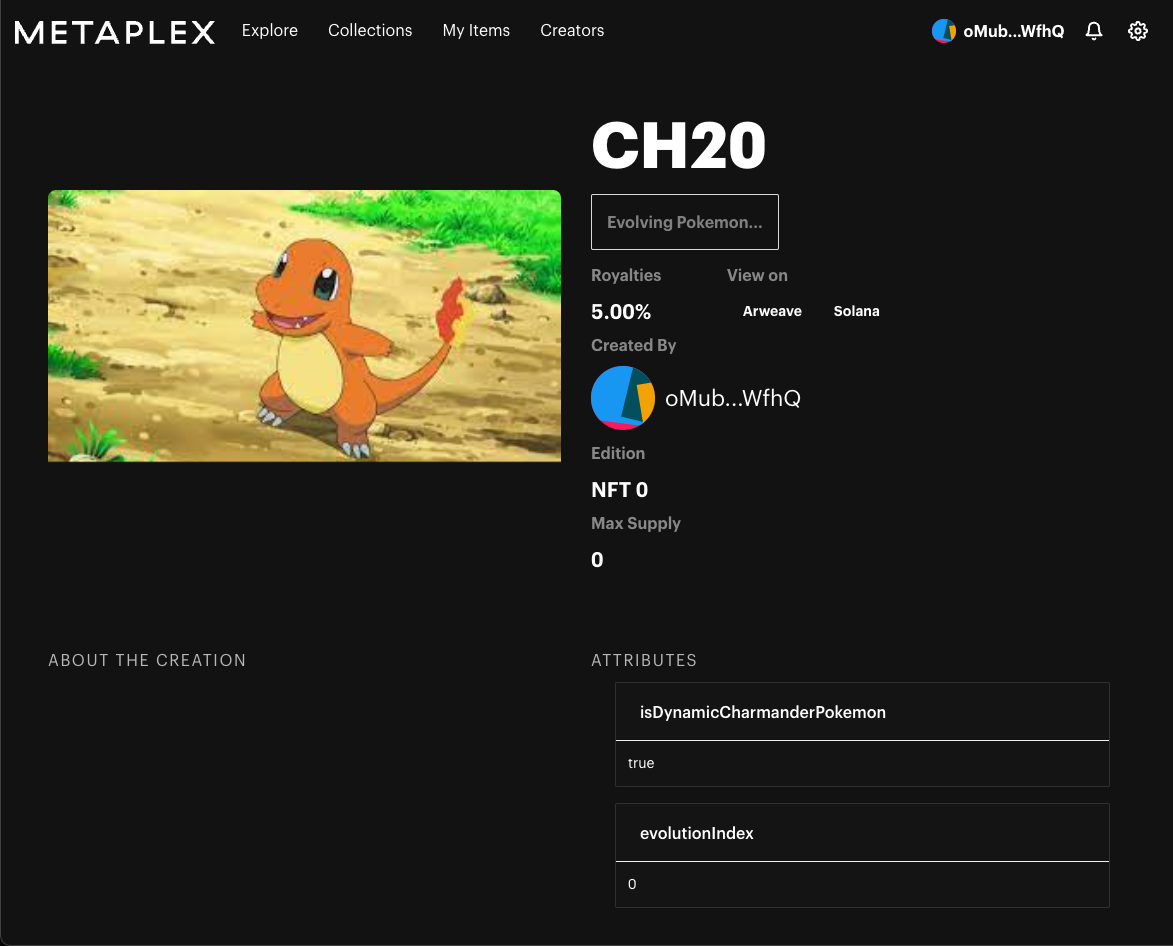 METAPLEX Explore Collections My Items Creators oMub...WfhQ
CH20
Evolving Pokemon...
Royalties View on
5.00% Arweave Solana
Created By
oMub...WfhQ
Edition
NFT 0
Max Supply
0
ABOUT THE CREATION ATTRIBUTES
isDynamicCharmanderPokemon
true
evolutionIndex
0